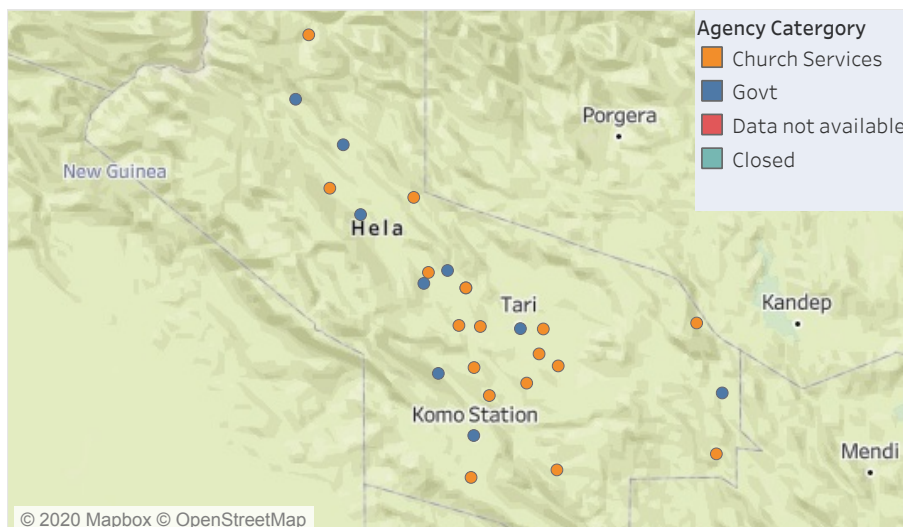 Agency Catergory
Church Services
Govt
Data not available
Closed
Porgera
New Guinea
Hela
Tari
Kandep
Komo Station
Mendi
© 2020 Mapbox © OpenStreetMap